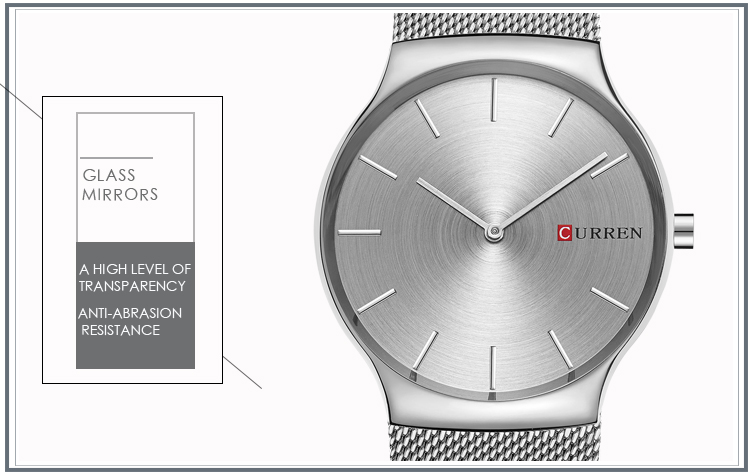 GLASS
MIRRORS
A HIGH LEVEL OF
TRANSPARENCY
ANTI-ABRASION
RESISTANCE
CURREN